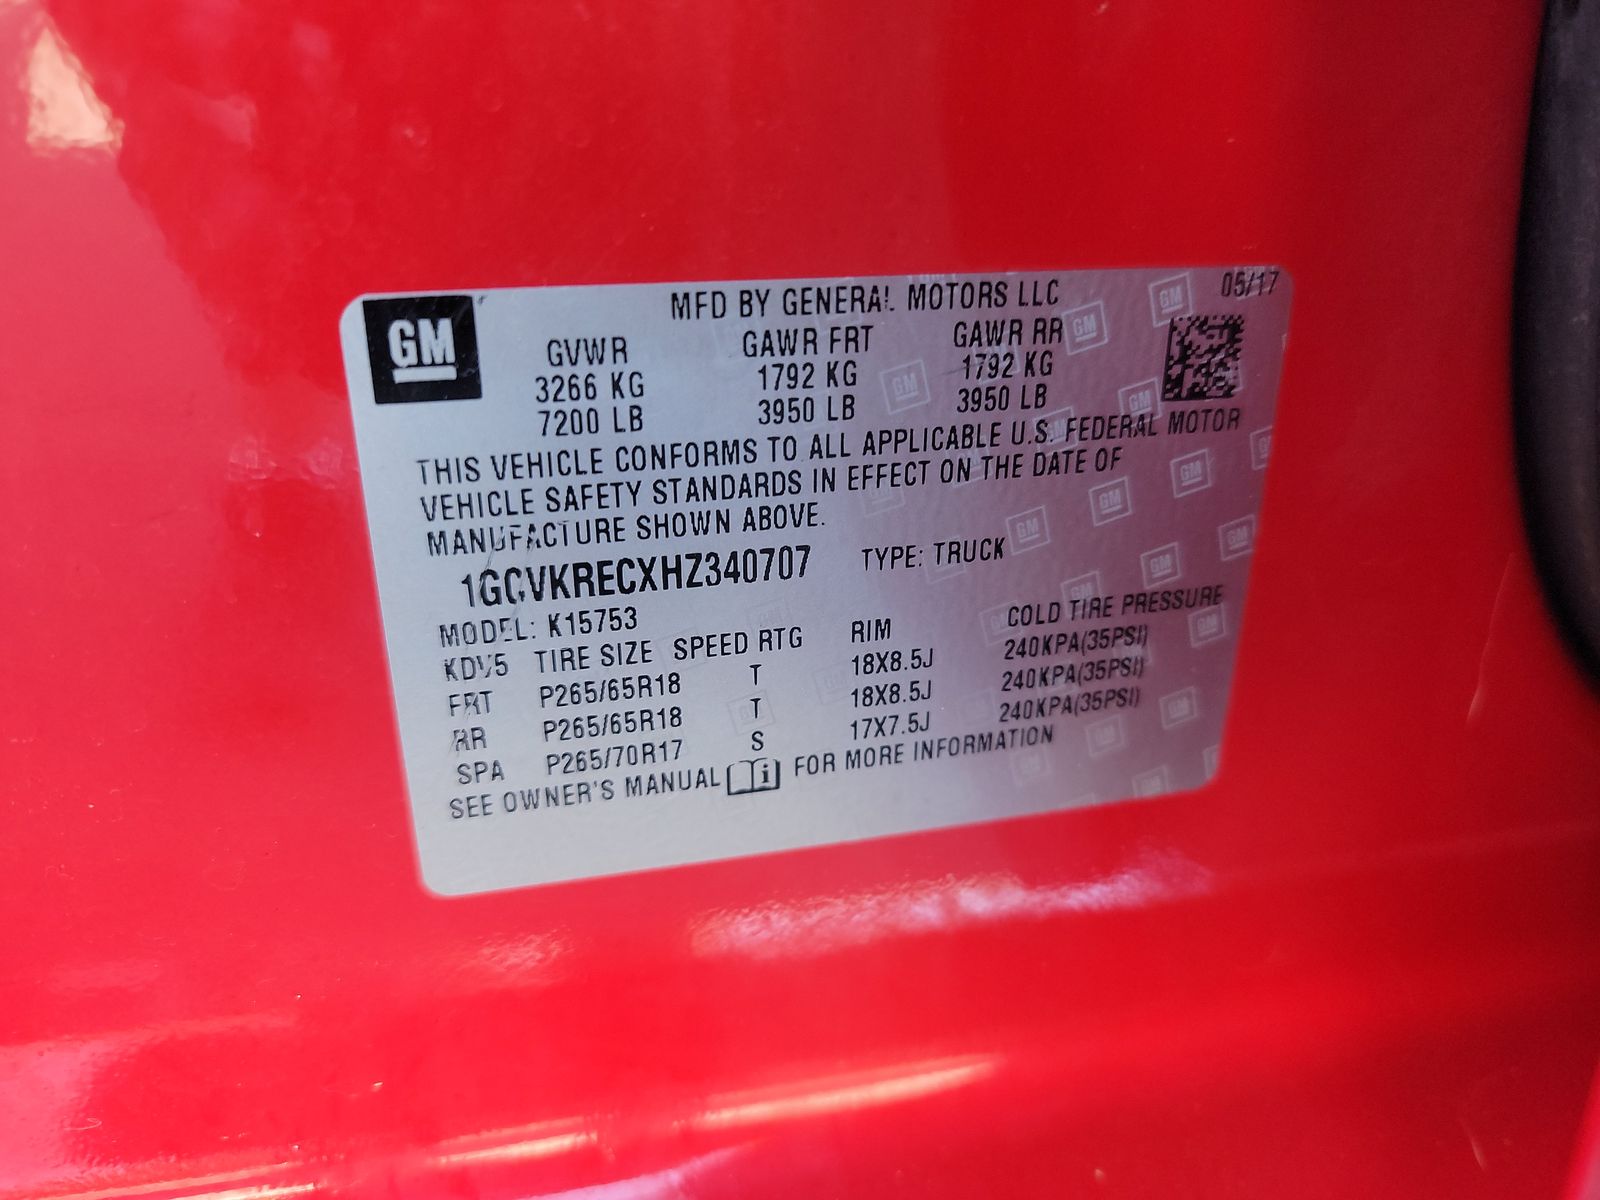 GM
MFD BY GENERAL MOTORS LLC 05/17
GVWR GAWR FRT GAWR RR
3266 KG 1792 KG 1792 KG
7200 LB 3950 LB 3950 LB
THIS VEHICLE CONFORMS TO ALL APPLICABLE U.S. FEDERAL MOTOR
VEHICLE SAFETY STANDARDS IN EFFECT ON THE DATE OF
MANUFACTURE SHOWN ABOVE.
1GCVKRECXHZ340707 TYPE: TRUCK
MODEL: K15753
KDV5 TIRE SIZE SPEED RTG RIM COLD TIRE PRESSURE
FRT P265/65R18 T 18X8.5J 240KPA(35PSI)
RR P265/65R18 T 18X8.5J 240KPA(35PSI)
SPA P265/70R17 S 17X7.5J 240KPA(35PSI)
SEE OWNER'S MANUAL i FOR MORE INFORMATION